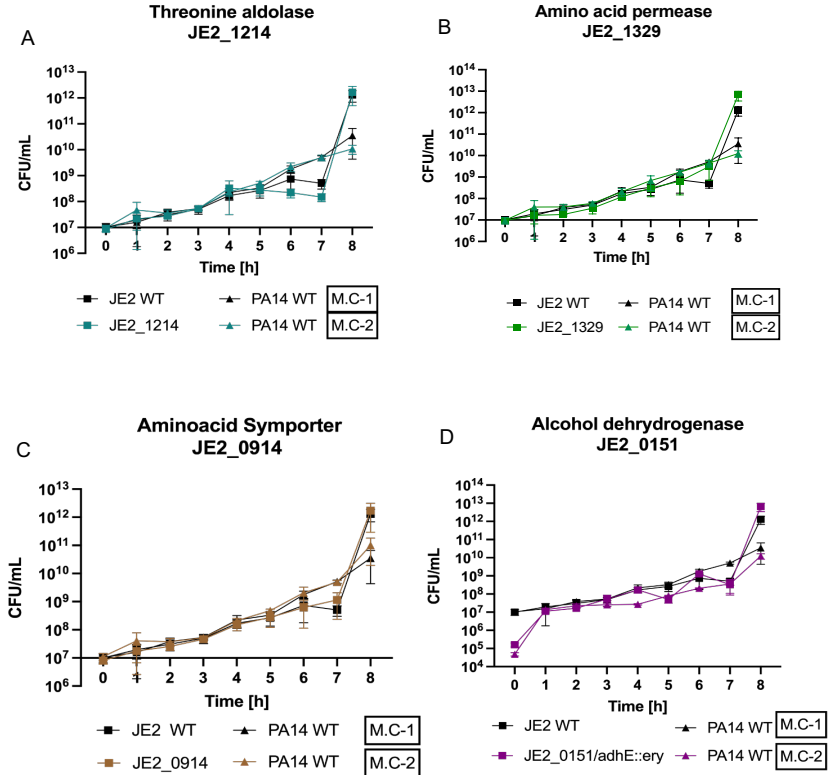 A
Threonine aldolase
JE2_1214
10^13
10^12
10^11
10^10
10^9
10^8
10^7
10^6
CFU/mL
0 1 2 3 4 5 6 7 8
Time [h]
JE2 WT PA14 WT M.C-1
JE2_1214 PA14 WT M.C-2
B
Amino acid permease
JE2_1329
10^14
10^13
10^12
10^11
10^10
10^9
10^8
10^7
10^6
CFU/mL
0 1 2 3 4 5 6 7 8
Time [h]
JE2 WT PA14 WT M.C-1
JE2_1329 PA14 WT M.C-2
C
Aminoacid Symporter
JE2_0914
10^13
10^12
10^11
10^10
10^9
10^8
10^7
10^6
CFU/mL
0 1 2 3 4 5 6 7 8
Time [h]
JE2 WT PA14 WT M.C-1
JE2_0914 PA14 WT M.C-2
D
Alcohol dehrydrogenase
JE2_0151
10^14
10^13
10^12
10^11
10^10
10^9
10^8
10^7
10^6
10^5
10^4
CFU/mL
0 1 2 3 4 5 6 7 8
Time [h]
JE2 WT PA14 WT M.C-1
JE2_0151/adhE::ery PA14 WT M.C-2